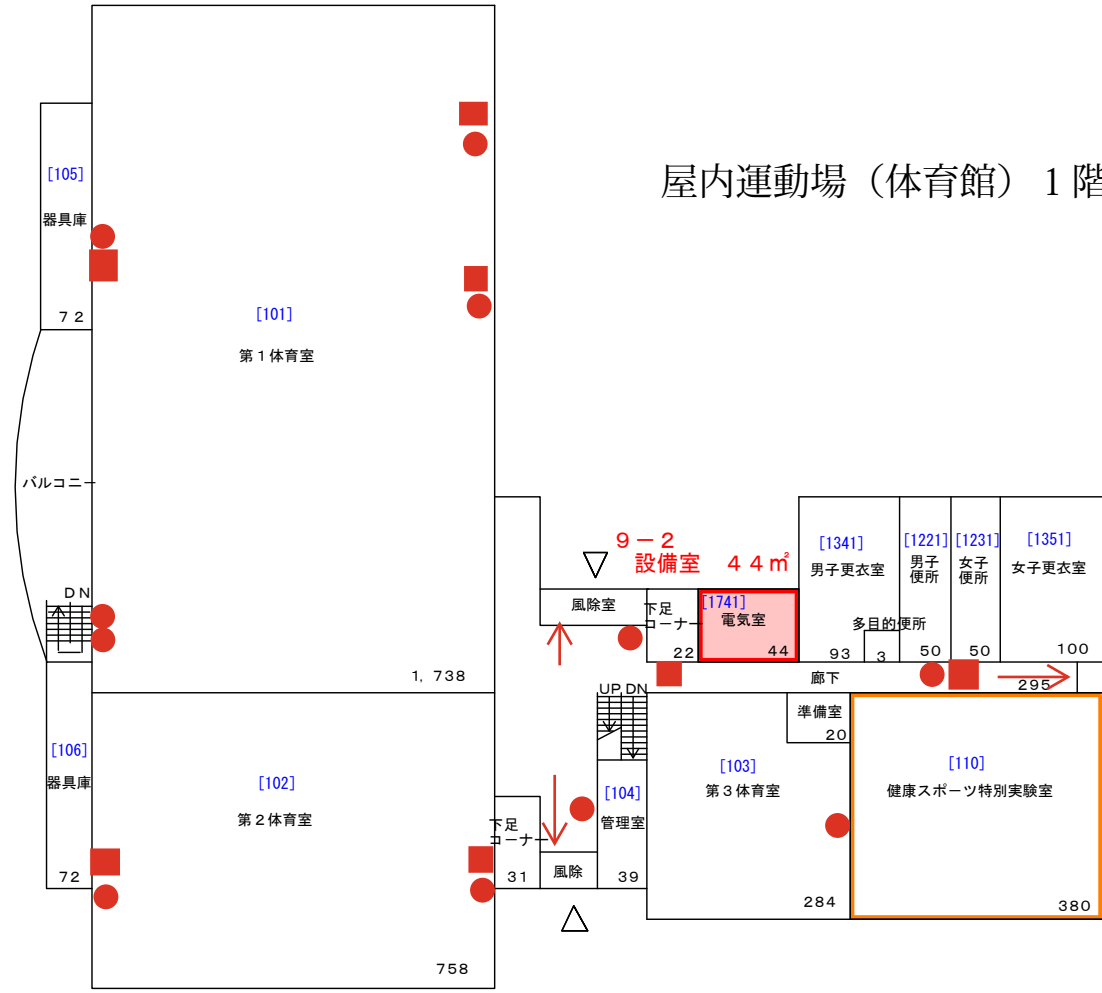 屋内運動場（体育館）１階
[105]
器具庫
７２
[101]
第１体育室
1,738
バルコニー
ＤＮ
９－２
設備室　４４㎡
風除室
下足
コーナー
22
[1741]
電気室
44
[1341]
男子更衣室
93
多目的便所
3
[1221]
男子
便所
50
[1231]
女子
便所
50
[1351]
女子更衣室
100
廊下
295
[106]
器具庫
72
[102]
第２体育室
758
下足
コーナー
31
風除
UP
DN
[104]
管理室
39
[103]
第３体育室
284
準備室
20
[110]
健康スポーツ特別実験室
380